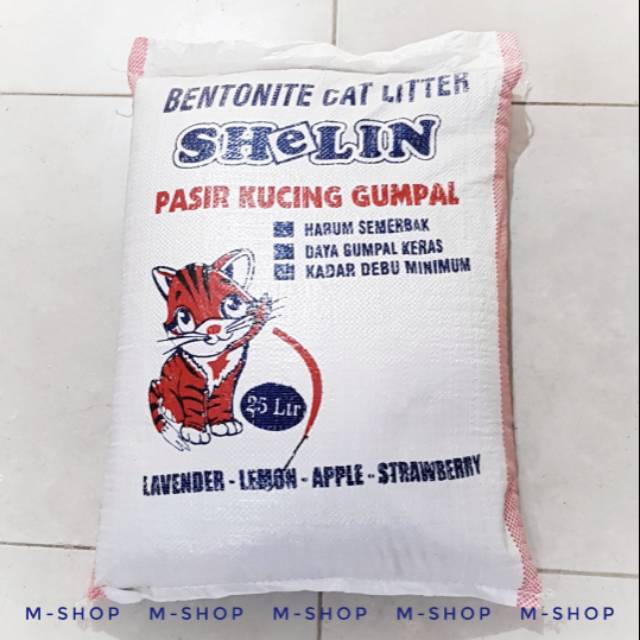 BENTONITE CAT LITTER
SHeLIN
PASIR KUCING GUMPAL
HARUM SEMERBAK
DAYA GUMPAL KERAS
KADAR DEBU MINIMUM
25 Ltr
LAVENDER - LEMON - APPLE - STRAWBERRY
M-SHOP M-SHOP M-SHOP M-SHOP M-SHOP